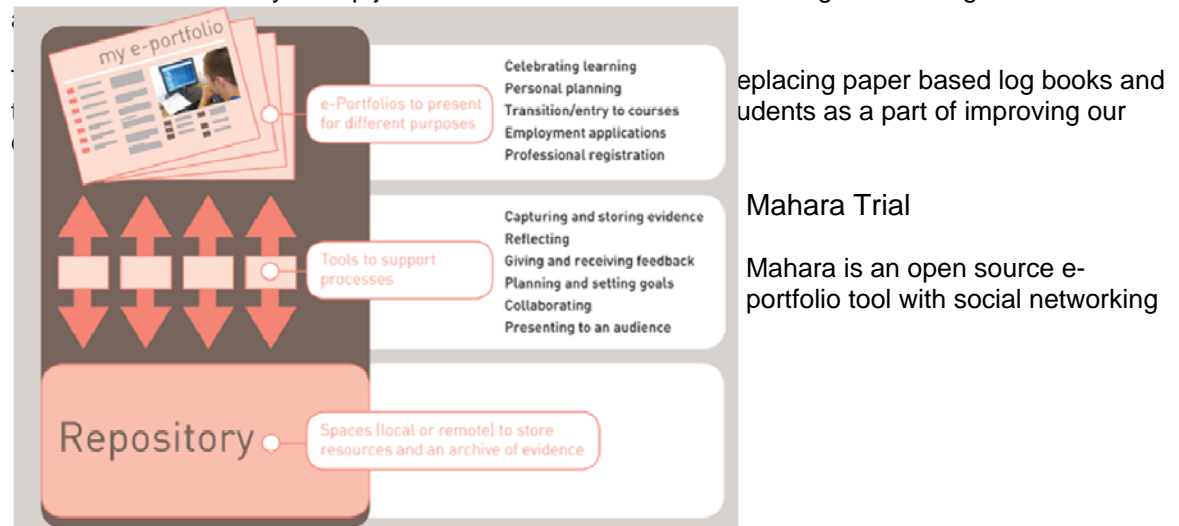 my e-portfolio
e-Portfolios to present
for different purposes
Celebrating learning
Personal planning
Transition/entry to courses
Employment applications
Professional registration
eplacing paper based log books and
udents as a part of improving our
Tools to support
processes
Capturing and storing evidence
Reflecting
Giving and receiving feedback
Planning and setting goals
Collaborating
Presenting to an audience
Mahara Trial
Mahara is an open source e-
portfolio tool with social networking
Repository
Spaces (local or remote) to store
resources and an archive of evidence